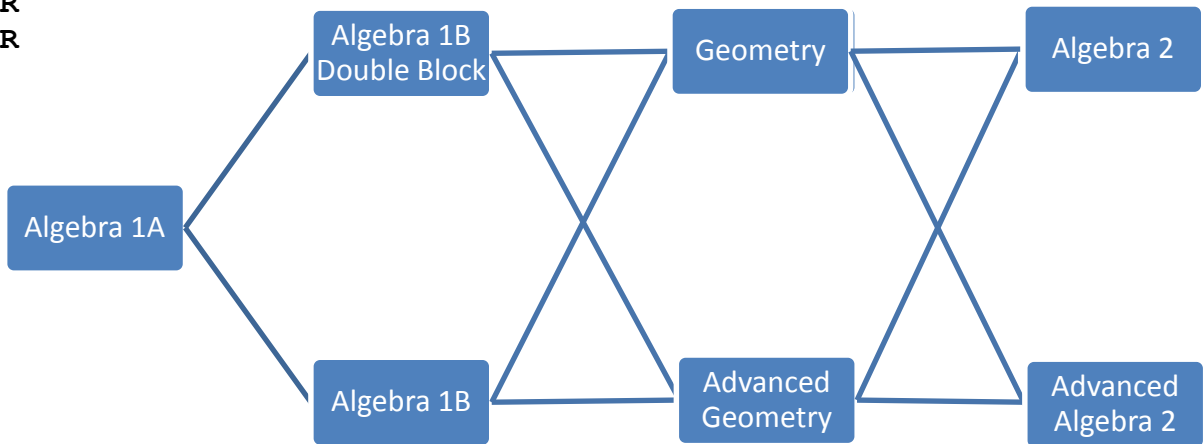 R
R
Algebra 1B
Double Block
Geometry
Algebra 2
Algebra 1A
Algebra 1B
Advanced
Geometry
Advanced
Algebra 2